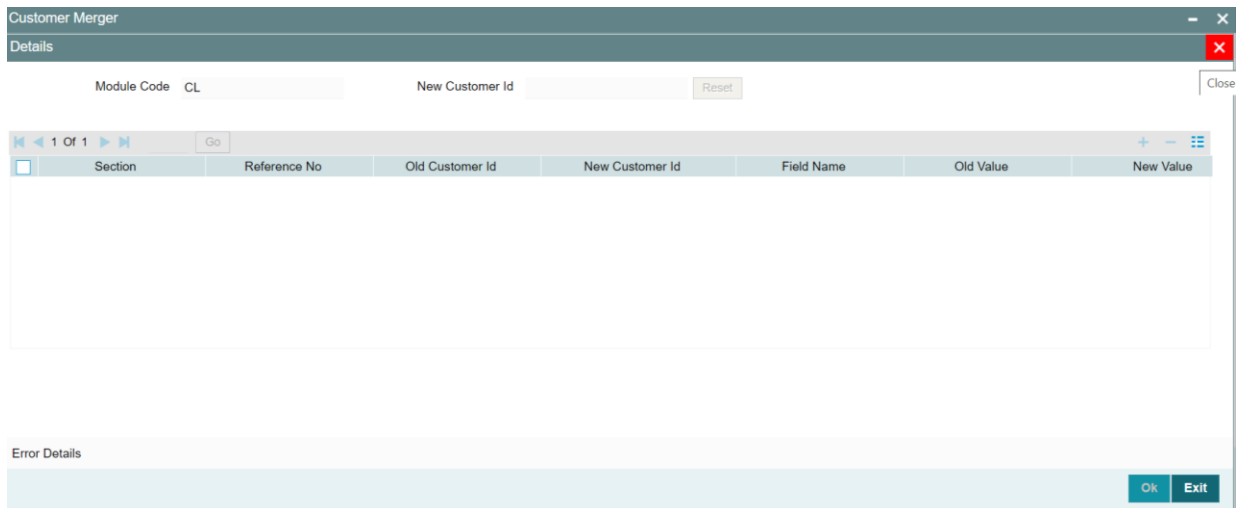 Customer Merger
Details
Module Code CL New Customer Id Reset
Close
1 Of 1 Go
Section Reference No Old Customer Id New Customer Id Field Name Old Value New Value
Error Details
Ok Exit